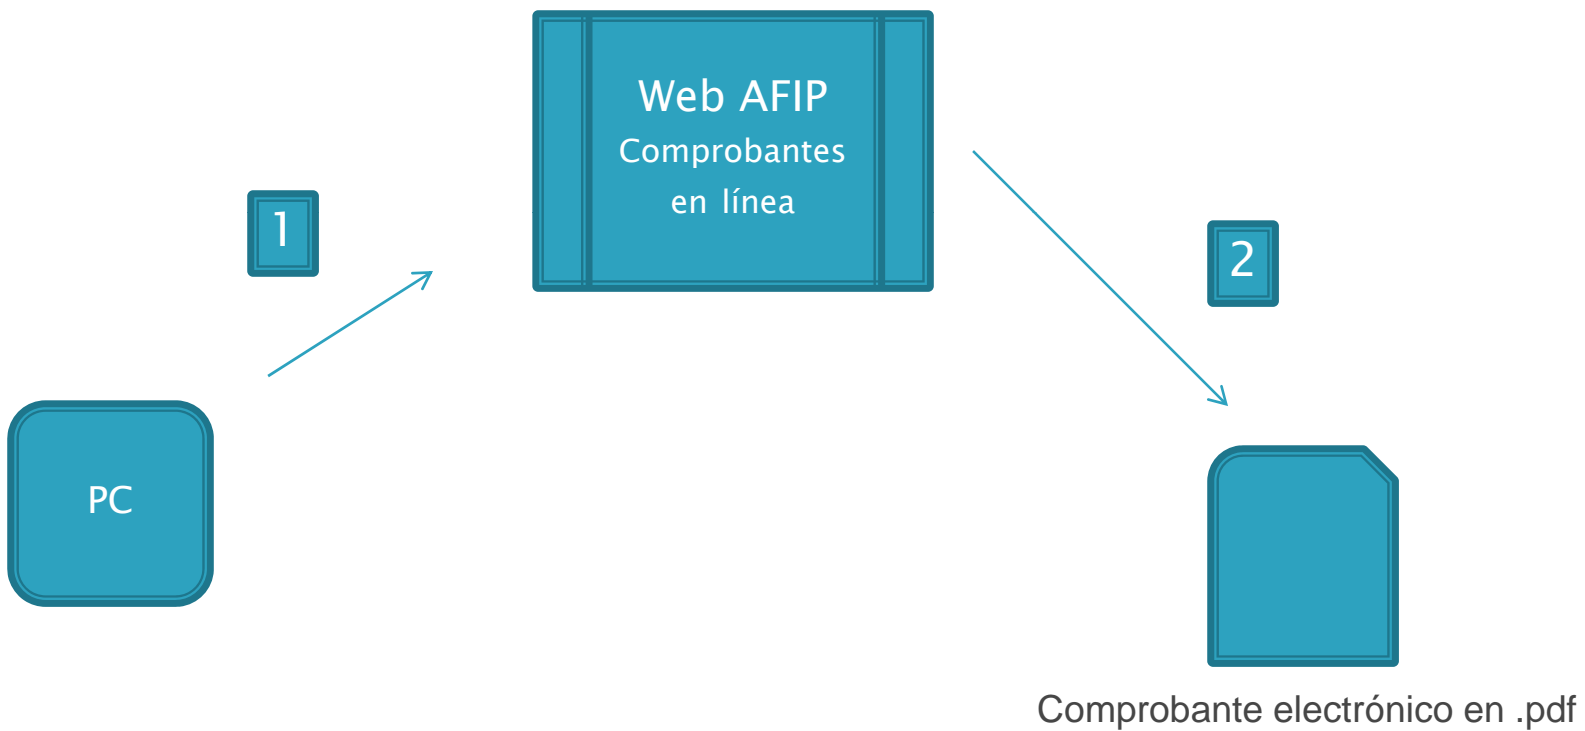 Web AFIP
Comprobantes
en línea
1
2
PC
Comprobante electrónico en .pdf